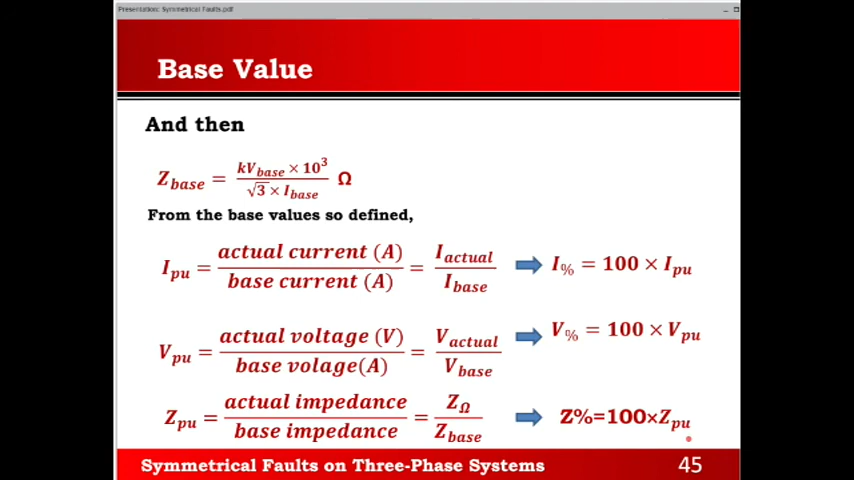 Presentation: Symmetrical Faults.pdf
Base Value
And then
Z_base = kV_base × 10^3 / √3 × I_base Ω
From the base values so defined,
I_pu = actual current (A) / base current (A) = I_actual / I_base ➡ I_% = 100 × I_pu
V_pu = actual voltage (V) / base volage(A) = V_actual / V_base ➡ V_% = 100 × V_pu
Z_pu = actual impedance / base impedance = Z_Ω / Z_base ➡ Z%=100×Z_pu
Symmetrical Faults on Three-Phase Systems 45